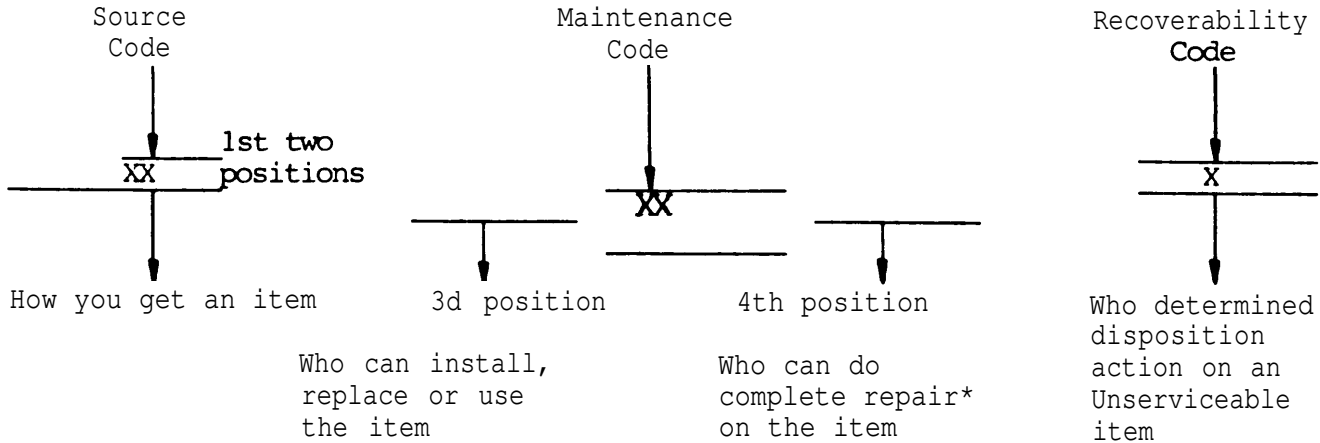 Source
Code
Maintenance
Code
Recoverability
Code
1st two
positions
XX
XX
X
How you get an item
3d position
4th position
Who can install,
replace or use
the item
Who can do
complete repair*
on the item
Who determined
disposition
action on an
Unserviceable
item